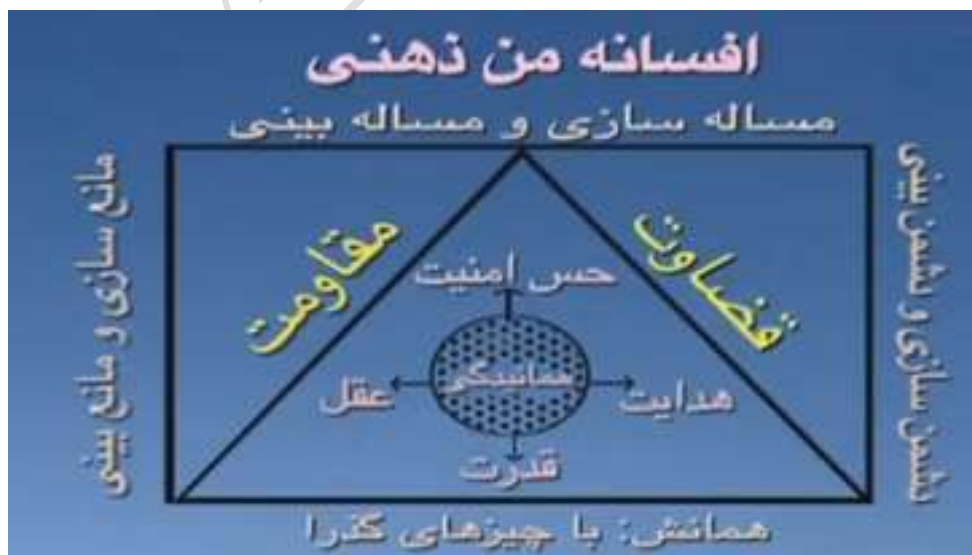 افسانه من ذهنی
مساله سازی و مساله بینی
دشمن سازی و دشمن بینی
مانع سازی و مانع بینی
قضاوت
مقاومت
حس امنیت
همانیدگی
هدایت
عقل
قدرت
همانش: با چیزهای گذرا